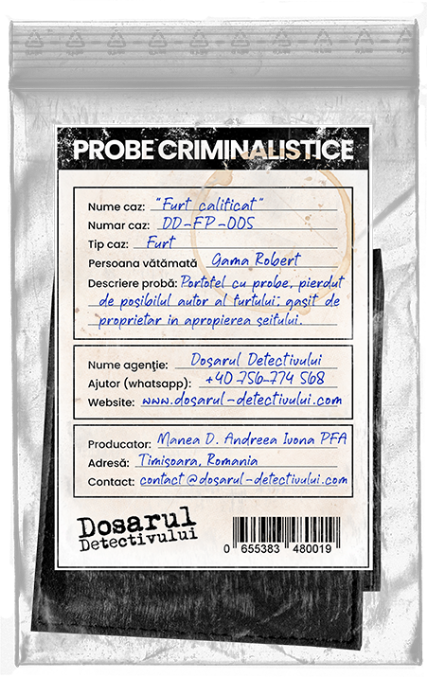 PROBE CRIMINALISTICE
Nume caz: "Furt calificat"
Numar caz: DD-FP-005
Tip caz: Furt
Persoana vătămată Gama Robert
Descriere probă: Portofel cu probe, pierdut
de posibilul autor al furtului; gasit de
proprietar in apropierea seifului.
Nume agenție: Dosarul Detectivului
Ajutor (whatsapp): +40 756-774 568
Website: www.dosarul-detectivului.com
Producator: Manea D. Andreea Ivona PFA
Adresă: Timișoara, Romania
Contact: contact@dosarul-detectivului.com
Dosarul
Detectivului
0 655383 480019